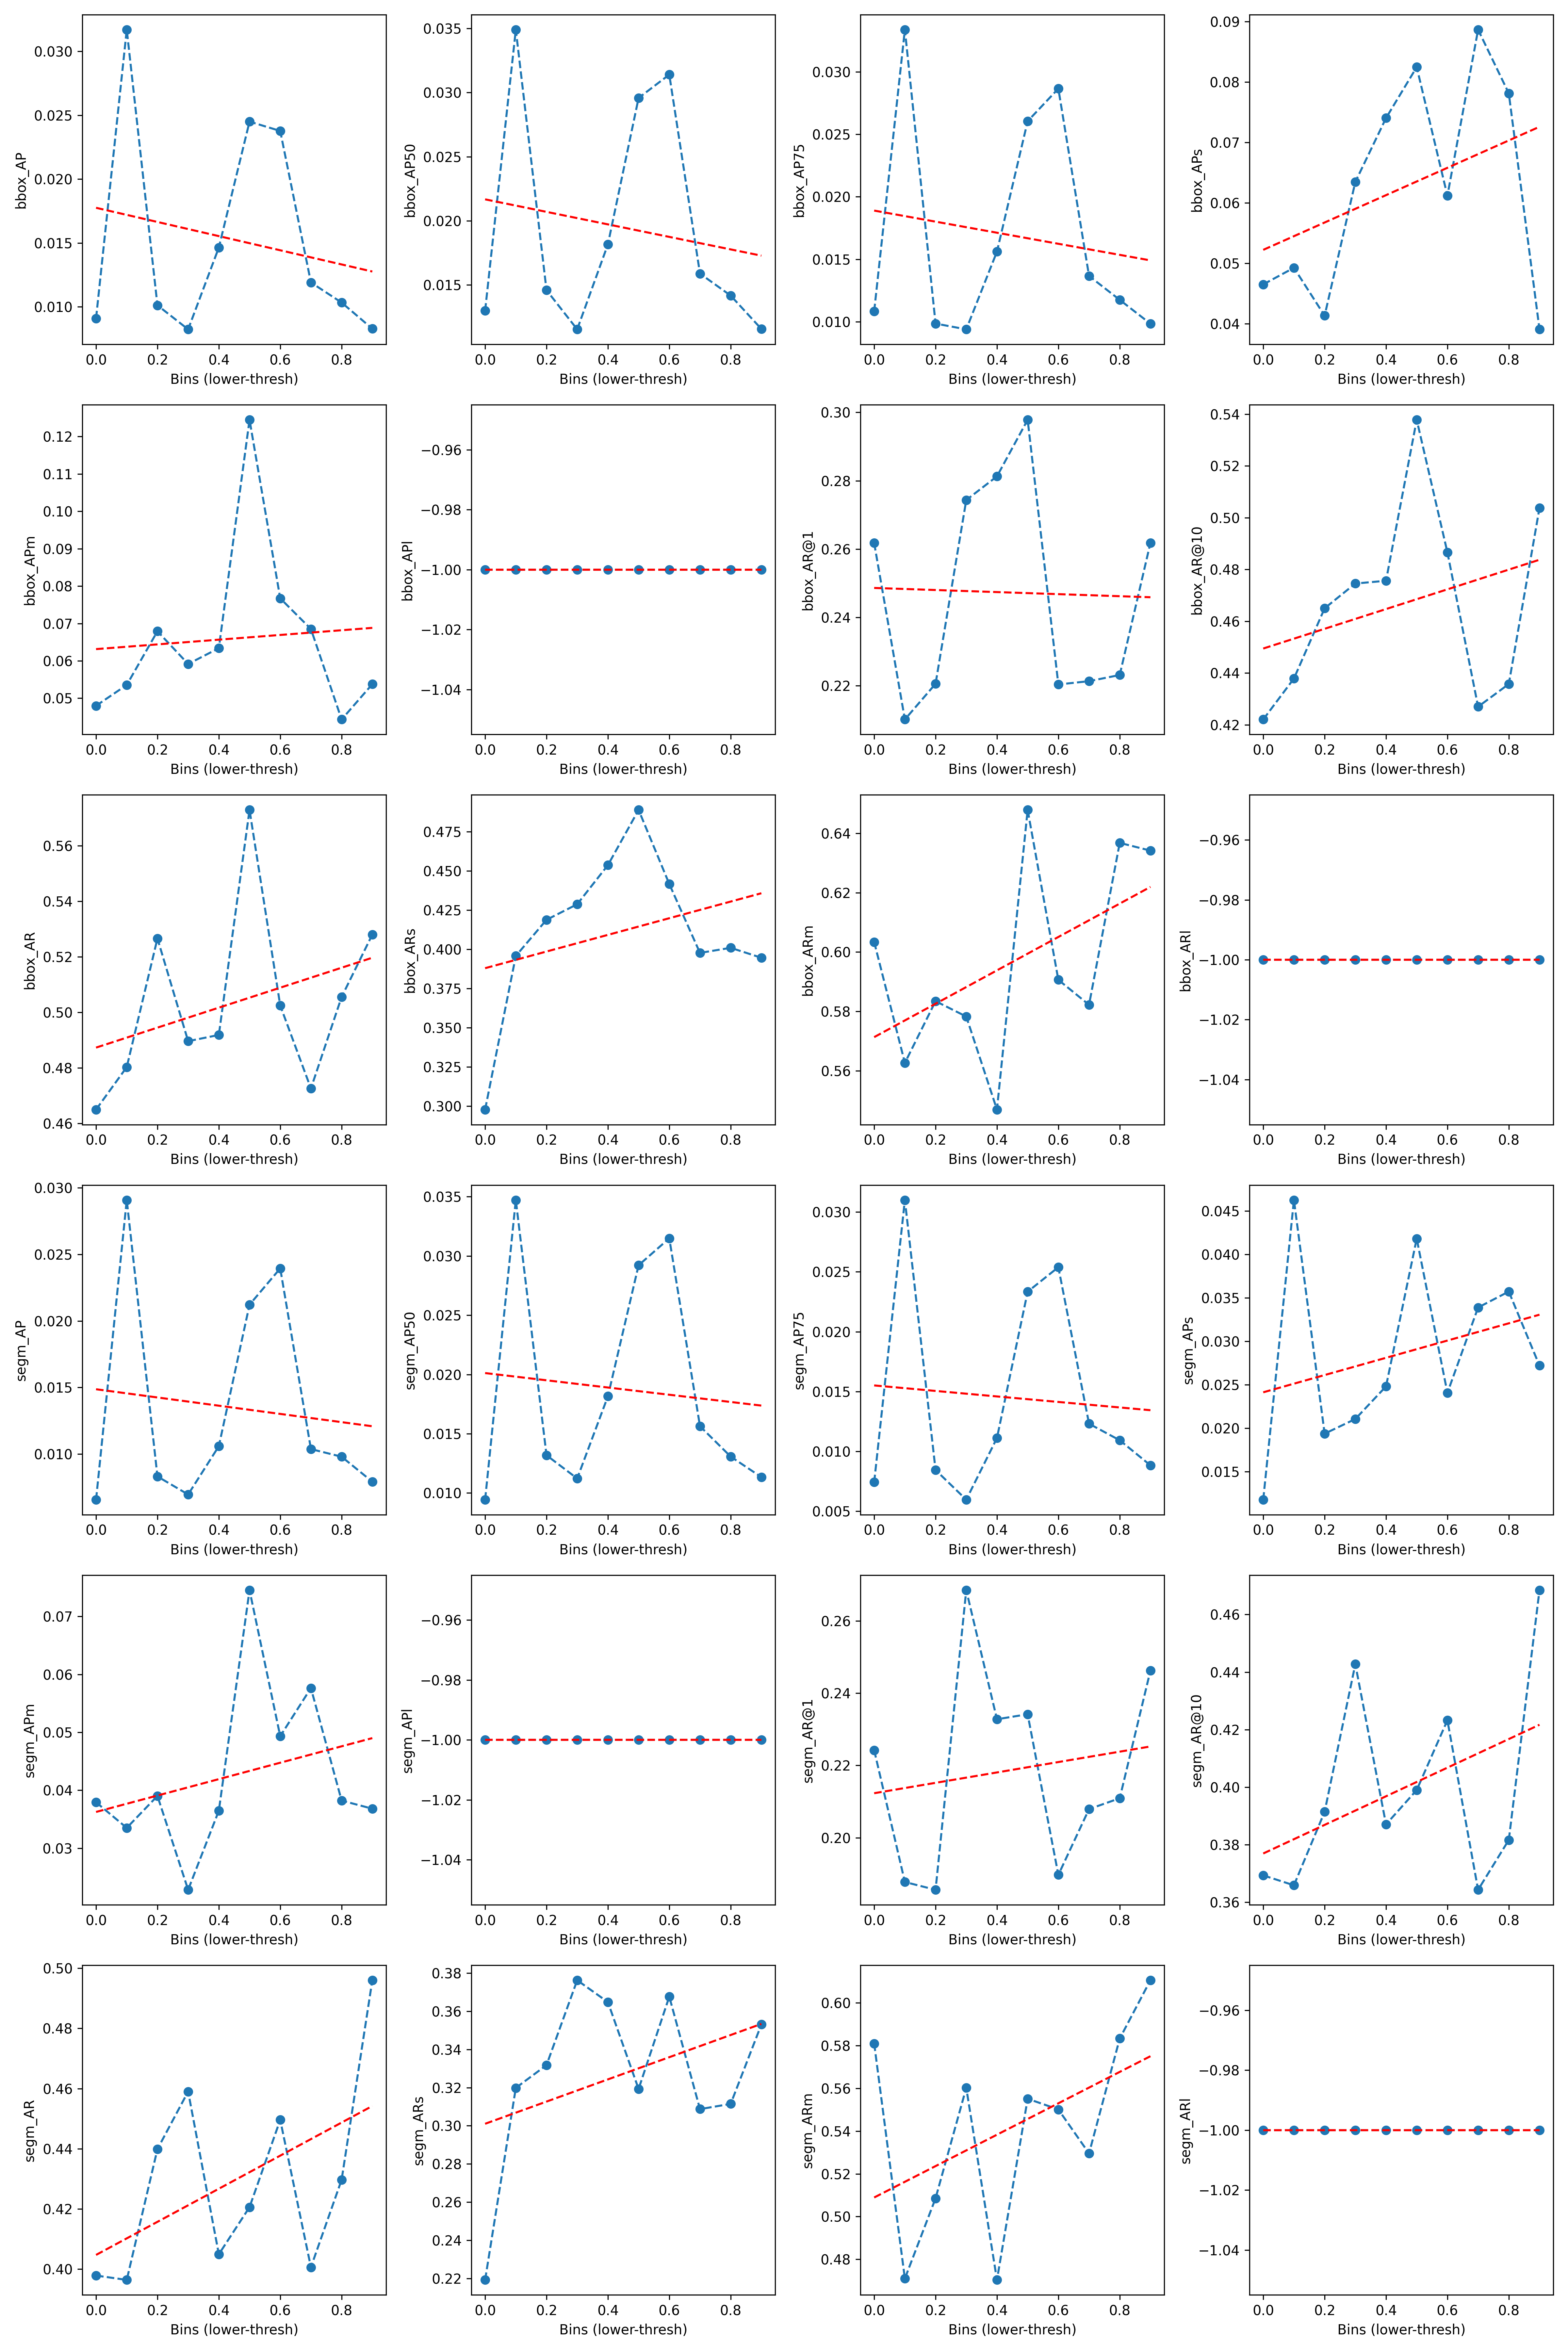 bbox_AP
0.030
0.025
0.020
0.015
0.010
0.0 0.2 0.4 0.6 0.8
Bins (lower-thresh)
bbox_AP50
0.035
0.030
0.025
0.020
0.015
0.0 0.2 0.4 0.6 0.8
Bins (lower-thresh)
bbox_AP75
0.030
0.025
0.020
0.015
0.010
0.0 0.2 0.4 0.6 0.8
Bins (lower-thresh)
bbox_APs
0.09
0.08
0.07
0.06
0.05
0.04
0.0 0.2 0.4 0.6 0.8
Bins (lower-thresh)
bbox_APm
0.12
0.11
0.10
0.09
0.08
0.07
0.06
0.05
0.0 0.2 0.4 0.6 0.8
Bins (lower-thresh)
bbox_APl
−0.96
−0.98
−1.00
−1.02
−1.04
0.0 0.2 0.4 0.6 0.8
Bins (lower-thresh)
bbox_AR@1
0.30
0.28
0.26
0.24
0.22
0.0 0.2 0.4 0.6 0.8
Bins (lower-thresh)
bbox_AR@10
0.54
0.52
0.50
0.48
0.46
0.44
0.42
0.0 0.2 0.4 0.6 0.8
Bins (lower-thresh)
bbox_AR
0.56
0.54
0.52
0.50
0.48
0.46
0.0 0.2 0.4 0.6 0.8
Bins (lower-thresh)
bbox_ARs
0.475
0.450
0.425
0.400
0.375
0.350
0.325
0.300
0.0 0.2 0.4 0.6 0.8
Bins (lower-thresh)
bbox_ARm
0.64
0.62
0.60
0.58
0.56
0.0 0.2 0.4 0.6 0.8
Bins (lower-thresh)
bbox_ARl
−0.96
−0.98
−1.00
−1.02
−1.04
0.0 0.2 0.4 0.6 0.8
Bins (lower-thresh)
segm_AP
0.030
0.025
0.020
0.015
0.010
0.0 0.2 0.4 0.6 0.8
Bins (lower-thresh)
segm_AP50
0.035
0.030
0.025
0.020
0.015
0.010
0.0 0.2 0.4 0.6 0.8
Bins (lower-thresh)
segm_AP75
0.030
0.025
0.020
0.015
0.010
0.005
0.0 0.2 0.4 0.6 0.8
Bins (lower-thresh)
segm_APs
0.045
0.040
0.035
0.030
0.025
0.020
0.015
0.0 0.2 0.4 0.6 0.8
Bins (lower-thresh)
segm_APm
0.07
0.06
0.05
0.04
0.03
0.0 0.2 0.4 0.6 0.8
Bins (lower-thresh)
segm_APl
−0.96
−0.98
−1.00
−1.02
−1.04
0.0 0.2 0.4 0.6 0.8
Bins (lower-thresh)
segm_AR@1
0.26
0.24
0.22
0.20
0.0 0.2 0.4 0.6 0.8
Bins (lower-thresh)
segm_AR@10
0.46
0.44
0.42
0.40
0.38
0.36
0.0 0.2 0.4 0.6 0.8
Bins (lower-thresh)
segm_AR
0.50
0.48
0.46
0.44
0.42
0.40
0.0 0.2 0.4 0.6 0.8
Bins (lower-thresh)
segm_ARs
0.38
0.36
0.34
0.32
0.30
0.28
0.26
0.24
0.22
0.0 0.2 0.4 0.6 0.8
Bins (lower-thresh)
segm_ARm
0.60
0.58
0.56
0.54
0.52
0.50
0.48
0.0 0.2 0.4 0.6 0.8
Bins (lower-thresh)
segm_ARl
−0.96
−0.98
−1.00
−1.02
−1.04
0.0 0.2 0.4 0.6 0.8
Bins (lower-thresh)